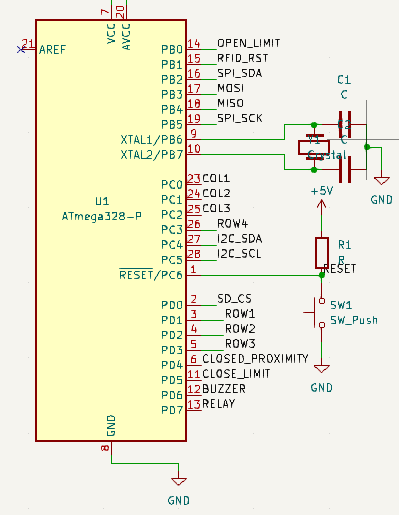 7
20
VCC
AVCC
21
AREF
PB0 14 OPEN_LIMIT
PB1 15 RFID_RST
PB2 16 SPI_SDA
PB3 17 MOSI
PB4 18 MISO
PB5 19 SPI_SCK
XTAL1/PB6 9
XTAL2/PB7 10
C1
C
C
Y1
Crystal
GND
U1
ATmega328-P
PC0 23 COL1
PC1 24 COL2
PC2 25 COL3
PC3 26 ROW4
PC4 27 I2C_SDA
PC5 28 I2C_SCL
RESET/PC6 1
+5V
R1
R
RESET
SW1
SW_Push
GND
PD0 2 SD_CS
PD1 3 ROW1
PD2 4 ROW2
PD3 5 ROW3
PD4 6 CLOSED_PROXIMITY
PD5 11 CLOSE_LIMIT
PD6 12 BUZZER
PD7 13 RELAY
GND
8
GND